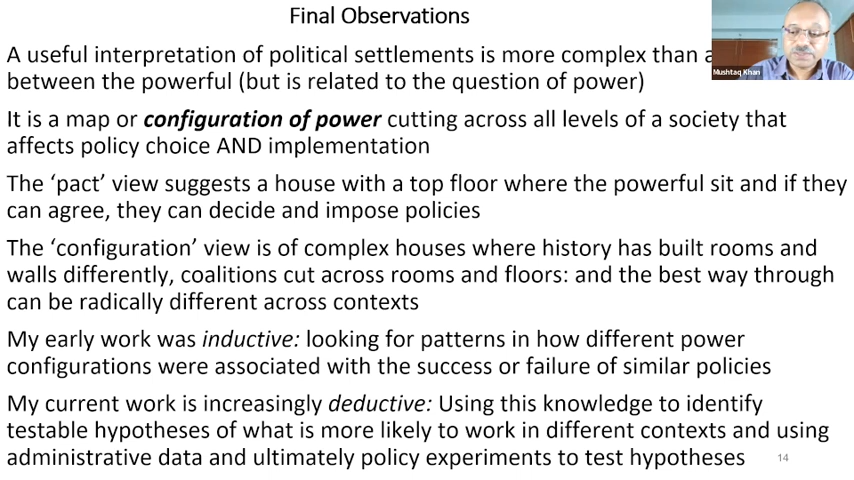 Final Observations
A useful interpretation of political settlements is more complex than a
between the powerful (but is related to the question of power)
Mushtaq Khan
It is a map or configuration of power cutting across all levels of a society that
affects policy choice AND implementation
The ‘pact’ view suggests a house with a top floor where the powerful sit and if they
can agree, they can decide and impose policies
The ‘configuration’ view is of complex houses where history has built rooms and
walls differently, coalitions cut across rooms and floors: and the best way through
can be radically different across contexts
My early work was inductive: looking for patterns in how different power
configurations were associated with the success or failure of similar policies
My current work is increasingly deductive: Using this knowledge to identify
testable hypotheses of what is more likely to work in different contexts and using
administrative data and ultimately policy experiments to test hypotheses
14